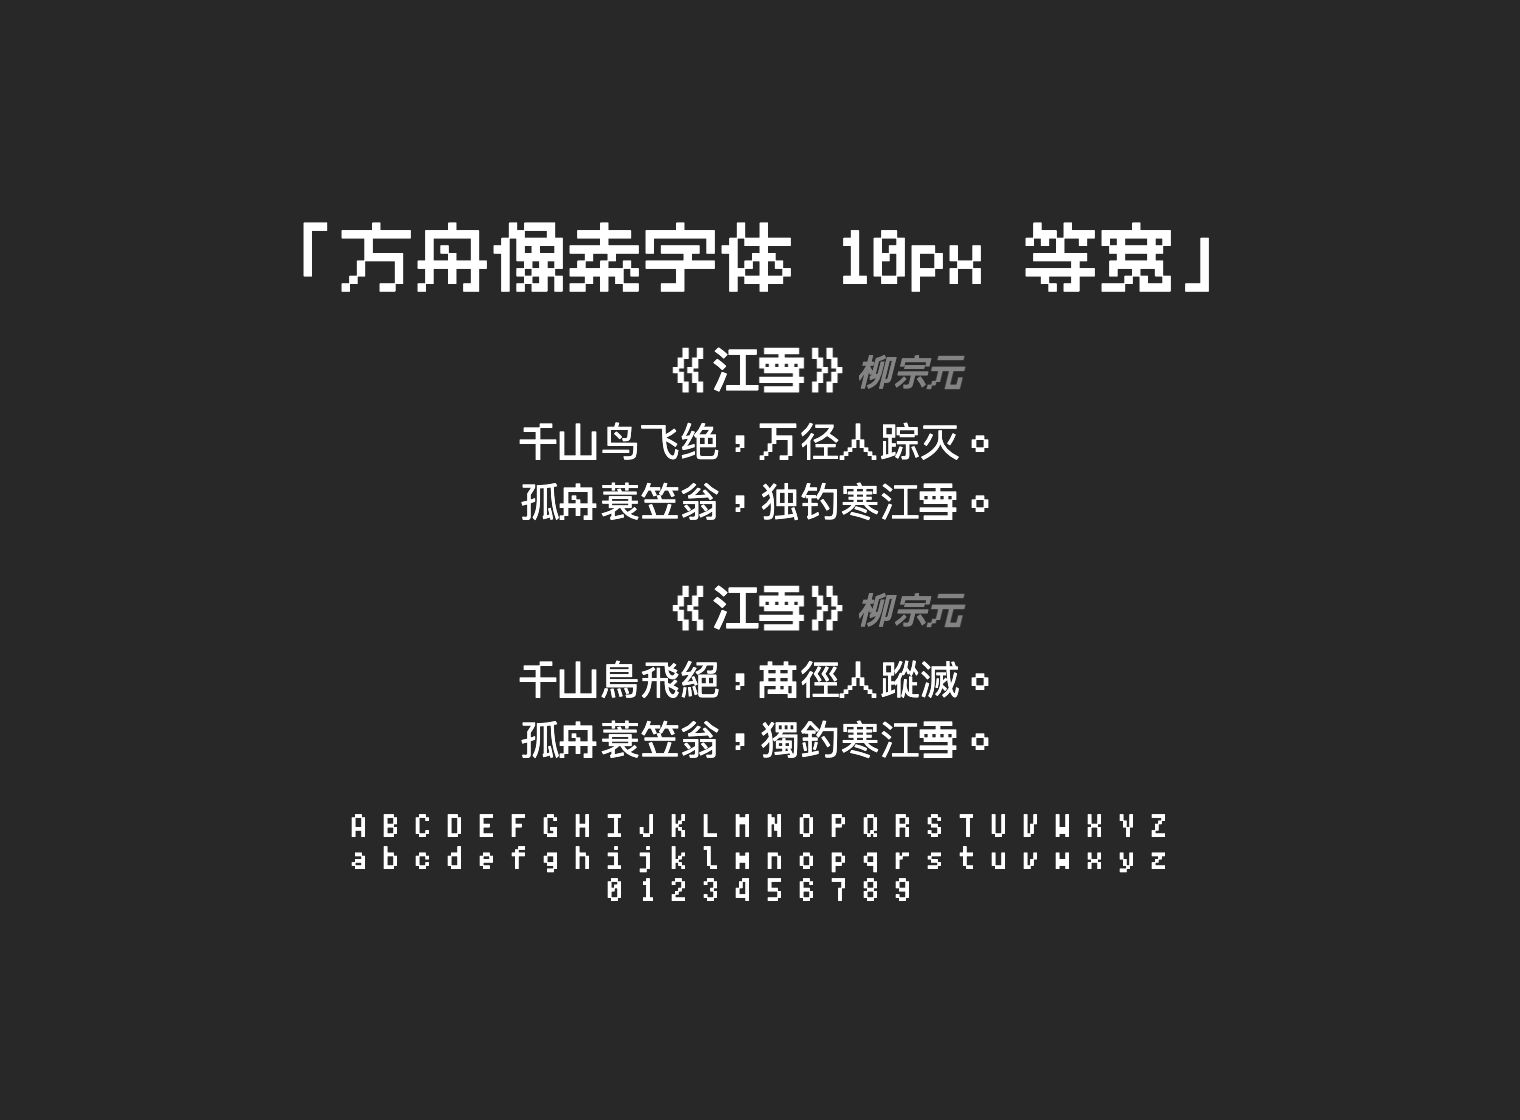 「方舟像素字体 10px 等宽」
《江雪》 柳宗元
千山鸟飞绝，万径人踪灭。
孤舟蓑笠翁，独钓寒江雪。
《江雪》 柳宗元
千山鳥飛絕，萬徑人蹤滅。
孤舟蓑笠翁，獨釣寒江雪。
A B C D E F G H I J K L M N O P Q R S T U V W X Y Z
a b c d e f g h i j k l m n o p q r s t u v w x y z
0 1 2 3 4 5 6 7 8 9